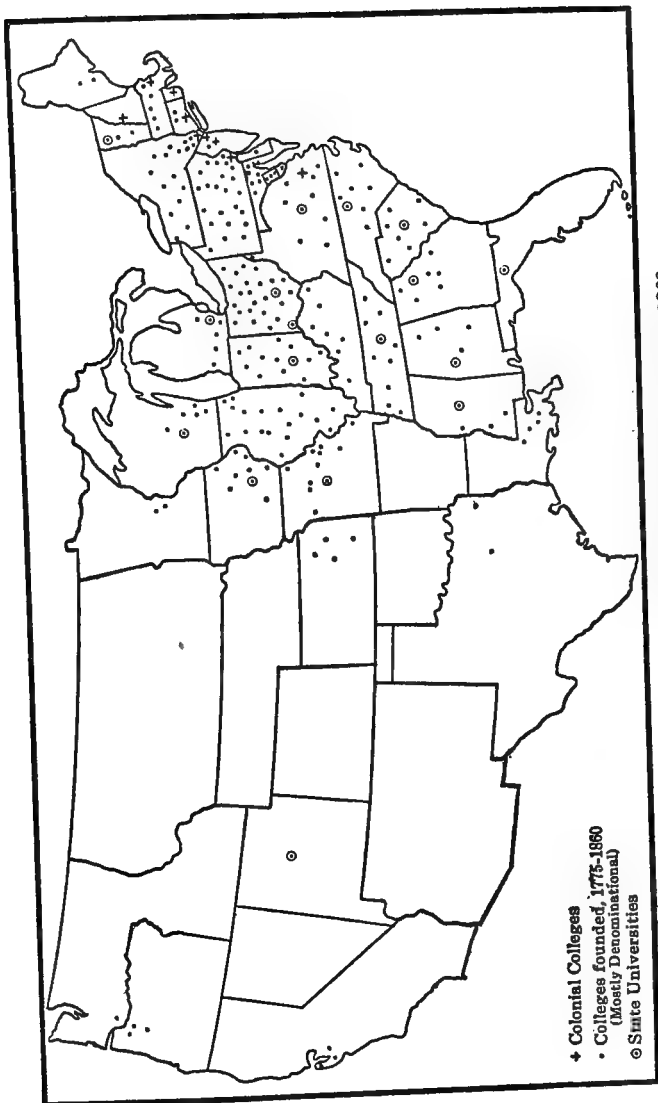 + Colonial Colleges
• Colleges founded, 1775-1860
(Mostly Denominational)
⊙ State Universities